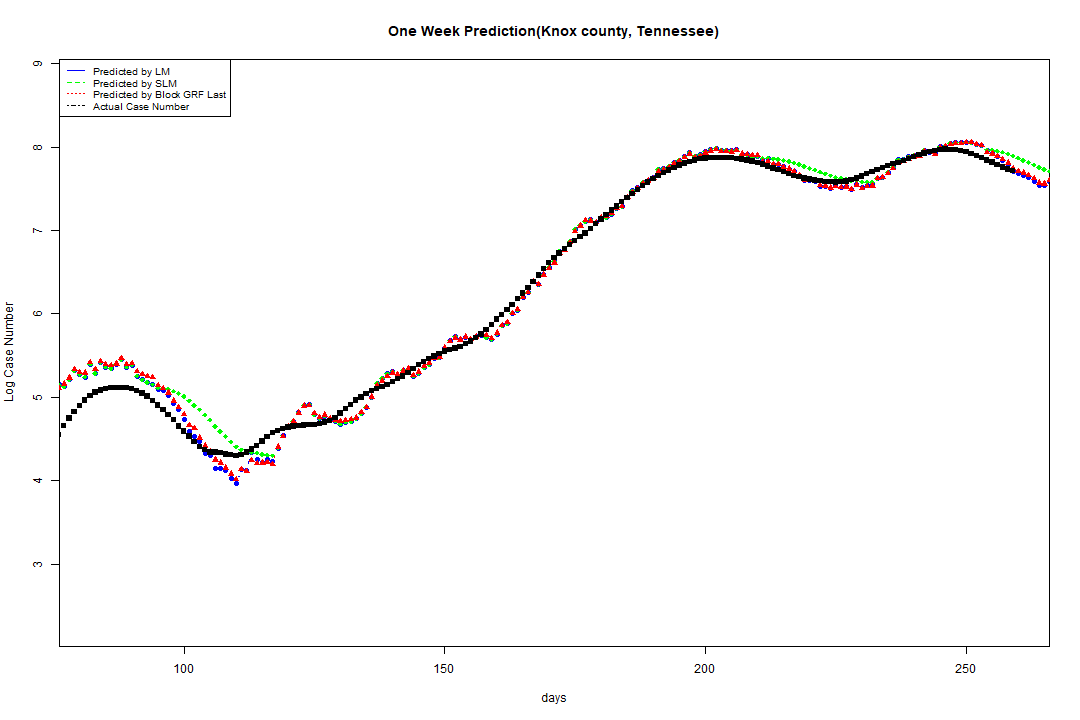 One Week Prediction(Knox county, Tennessee)
Predicted by LM
Predicted by SLM
Predicted by Block GRF Last
Actual Case Number
9
8
7
6
5
4
3
Log Case Number
100
150
200
250
days